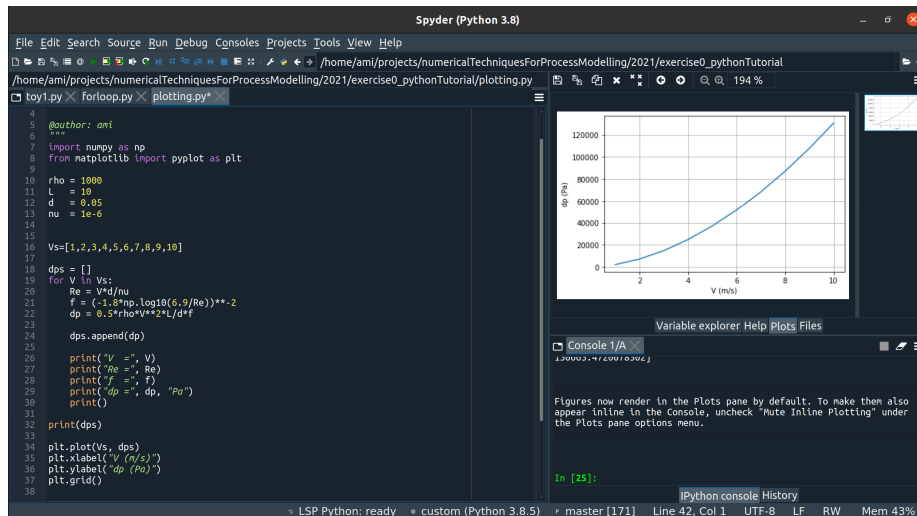 Spyder (Python 3.8)
File Edit Search Source Run Debug Consoles Projects Tools View Help
/home/ami/projects/numericalTechniquesForProcessModelling/2021/exercise0_pythonTutorial
/home/ami/projects/numericalTechniquesForProcessModelling/2021/exercise0_pythonTutorial/plotting.py
toy1.py forloop.py plotting.py*
4
5 @author: ami
6 """
7 import numpy as np
8 from matplotlib import pyplot as plt
9
10 rho = 1000
11 L = 10
12 d = 0.05
13 nu = 1e-6
14
15
16 Vs=[1,2,3,4,5,6,7,8,9,10]
17
18 dps = []
19 for V in Vs:
20 Re = V*d/nu
21 f = (-1.8*np.log10(6.9/Re))**-2
22 dp = 0.5*rho*V**2*L/d*f
23
24 dps.append(dp)
25
26 print("V =", V)
27 print("Re =", Re)
28 print("f =", f)
29 print("dp =", dp, "Pa")
30 print()
31
32 print(dps)
33
34 plt.plot(Vs, dps)
35 plt.xlabel("V (m/s)")
36 plt.ylabel("dp (Pa)")
37 plt.grid()
38
194 %
120000
100000
80000
60000
40000
20000
0
dp (Pa)
2 4 6 8 10
V (m/s)
Variable explorer Help Plots Files
Console 1/A
Figures now render in the Plots pane by default. To make them also
appear inline in the Console, uncheck "Mute Inline Plotting" under
the Plots pane options menu.
In [25]:
IPython console History
LSP Python: ready custom (Python 3.8.5) master [171] Line 42, Col 1 UTF-8 LF RW Mem 43%